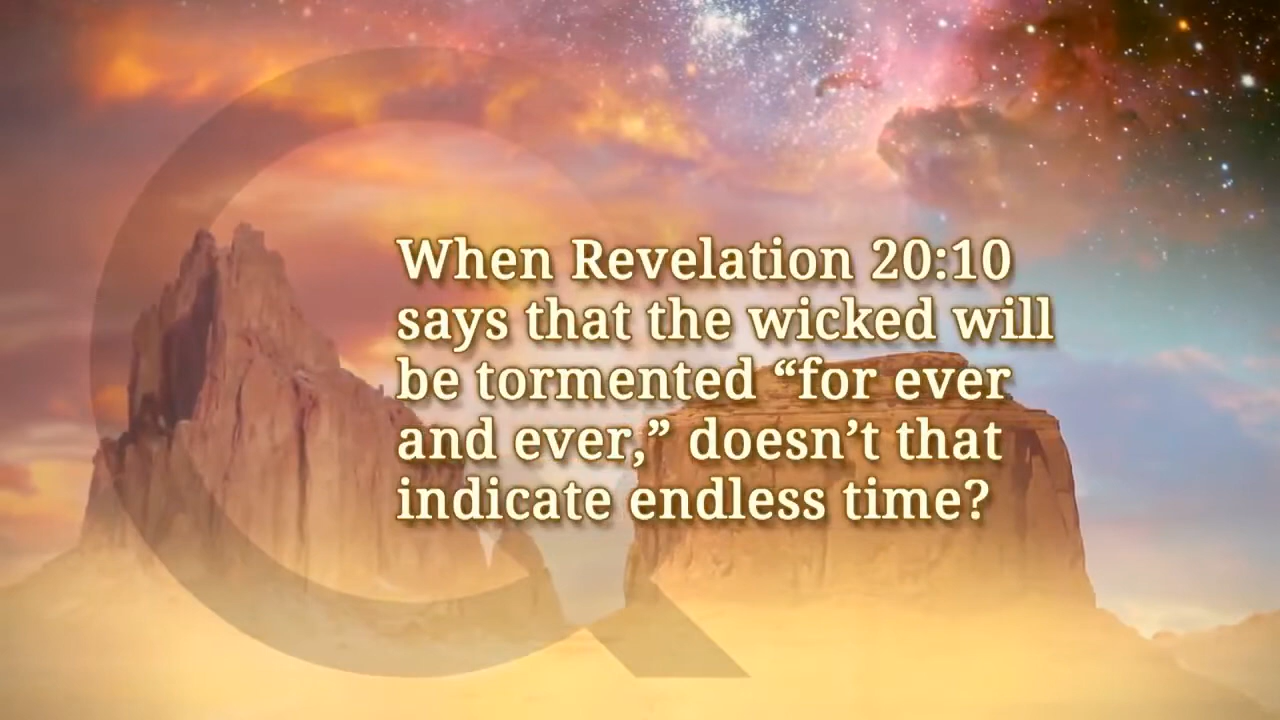 When Revelation 20:10
says that the wicked will
be tormented “for ever
and ever,” doesn’t that
indicate endless time?